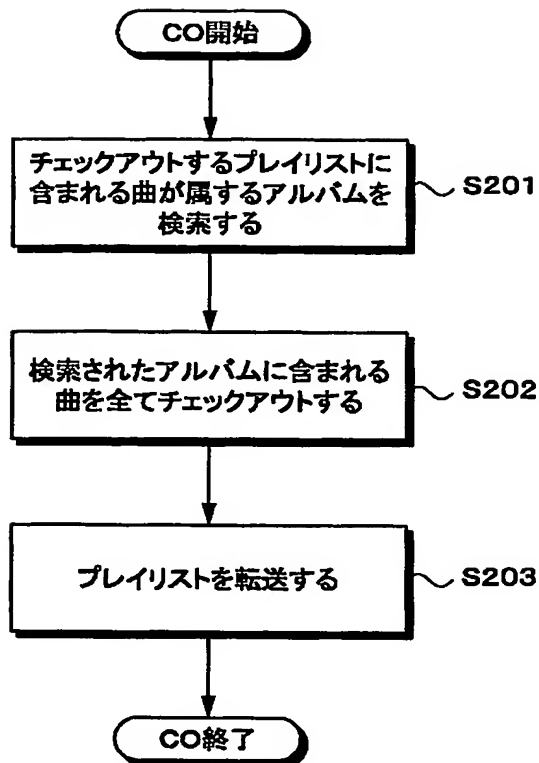 CO開始
チェックアウトするプレイリストに
含まれる曲が属するアルバムを
検索する
S201
検索されたアルバムに含まれる
曲を全てチェックアウトする
S202
プレイリストを転送する
S203
CO終了